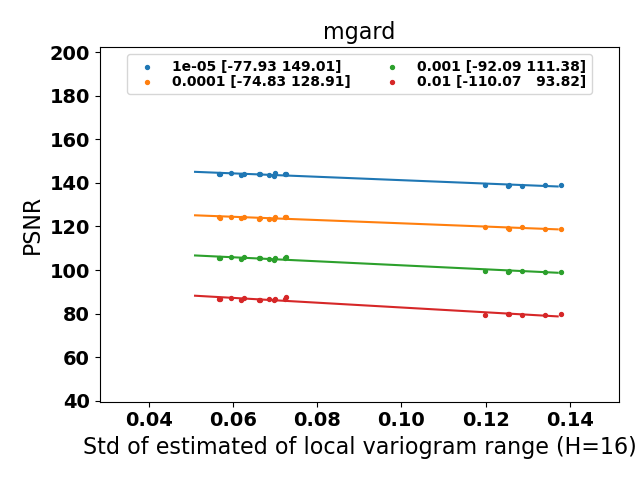 mgard
200
1e-05 [-77.93 149.01]
0.0001 [-74.83 128.91]
0.001 [-92.09 111.38]
0.01 [-110.07   93.82]
180
160
140
120
100
80
60
40
PSNR
0.04 0.06 0.08 0.10 0.12 0.14
Std of estimated of local variogram range (H=16)